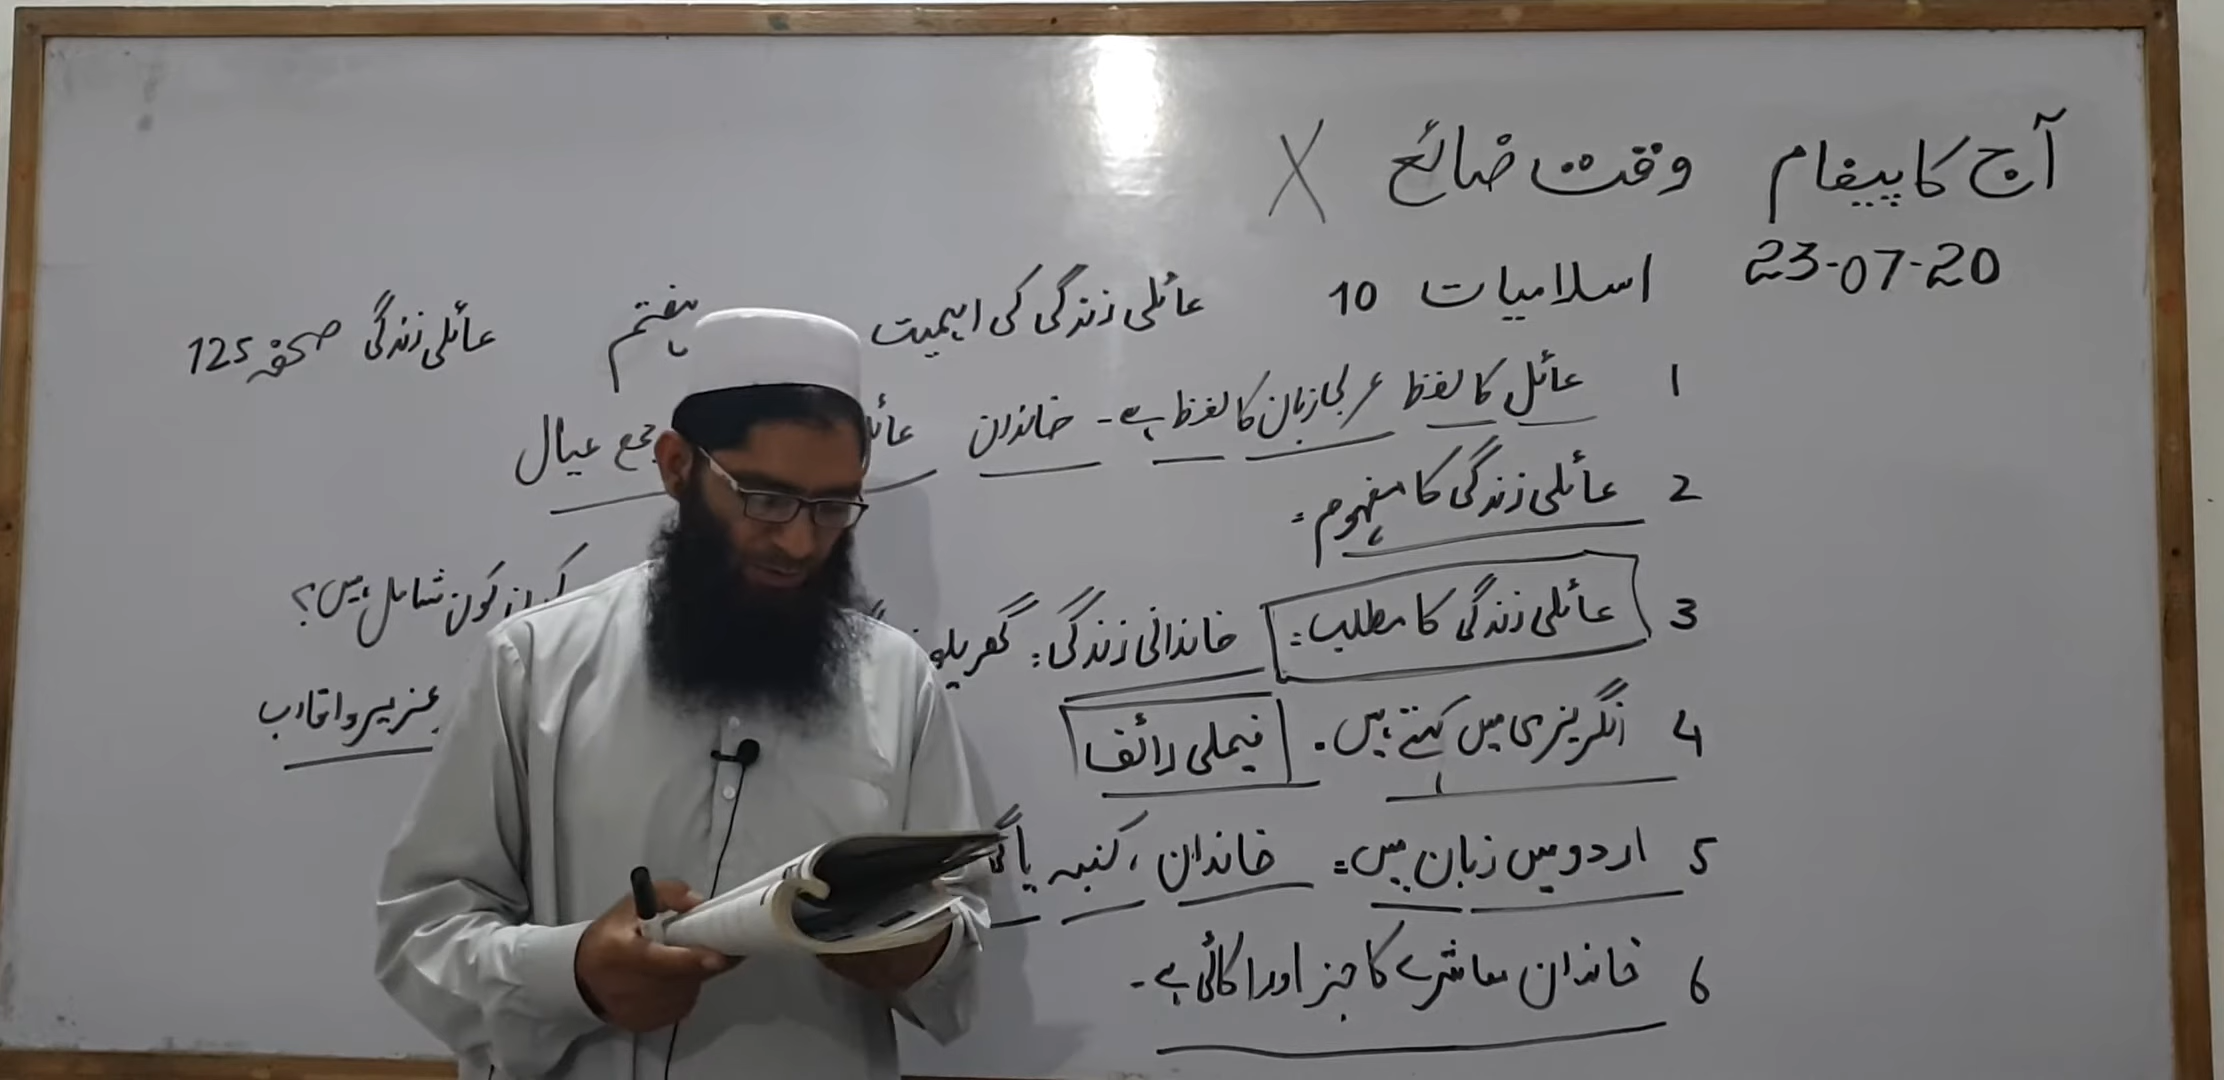 آج کا پیغام وقت ضائع X
23-07-20 اسلامیات 10 عائلی زندگی کی اہمیت ہفتم عائلی زندگی صحفہ 125
1 عائل کا لفظ عربی زبان کا لفظ ہے۔ خاندان جمع عیال
2 عائلی زندگی کا مفہوم =
3 عائلی زندگی کا مطلب = خاندانی زندگی = گھریلو کون شامل ہیں؟
4 انگریزی میں کہتے ہیں۔ فیملی لائف عزیز و اقارب
5 اردو میں زبان میں = خاندان ، کنبہ یا
6 خاندان معاشرے کا جز اور اکائی ہے۔